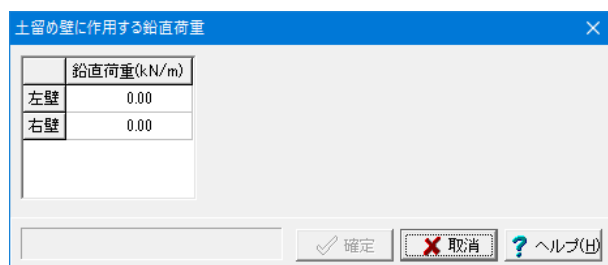 土留め壁に作用する鉛直荷重
鉛直荷重(kN/m)
左壁 0.00
右壁 0.00
確定 取消 ヘルプ(H)